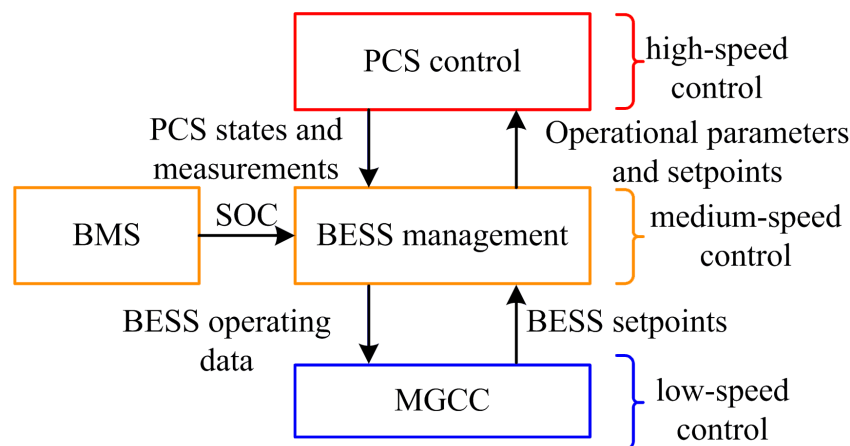 PCS control
high-speed
control
PCS states and
measurements
Operational parameters
and setpoints
BMS
SOC
BESS management
medium-speed
control
BESS operating
data
BESS setpoints
MGCC
low-speed
control